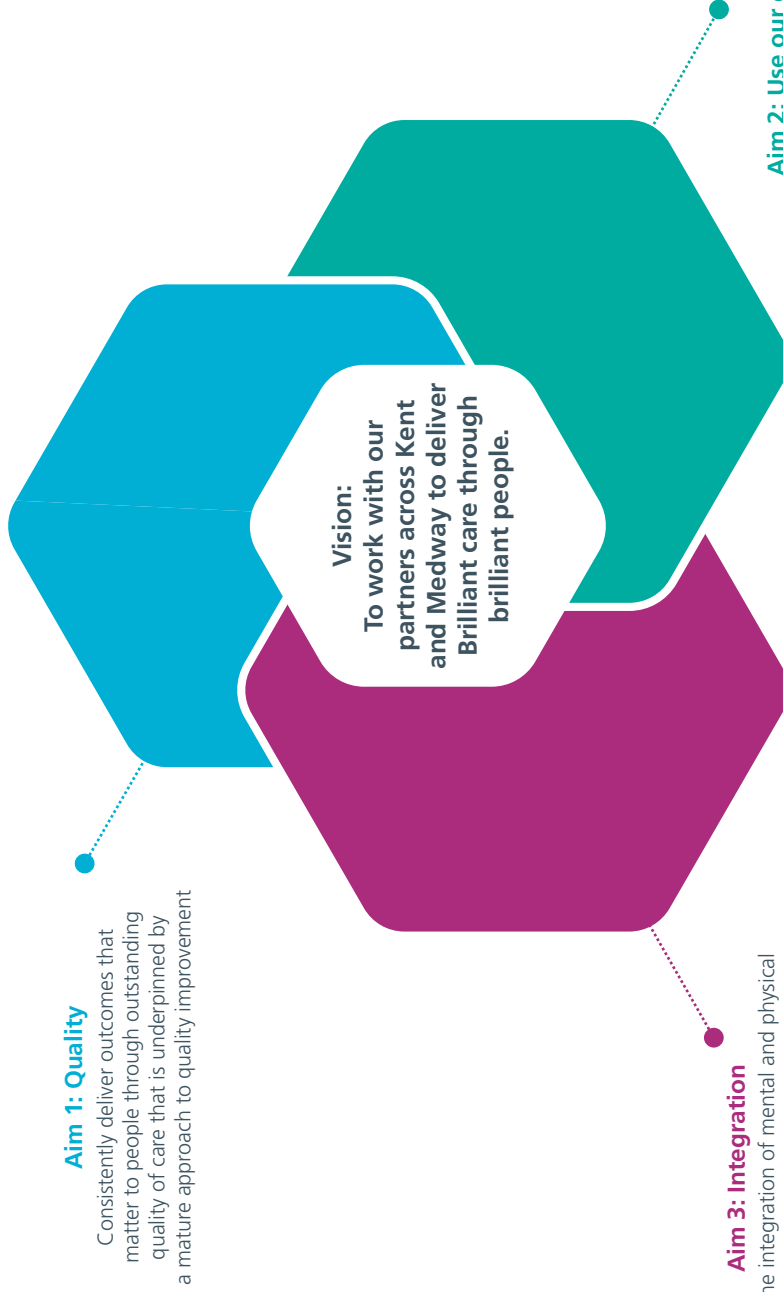 Aim 1: Quality
Consistently deliver outcomes that
matter to people through outstanding
quality of care that is underpinned by
a mature approach to quality improvement
Vision:
To work with our
partners across Kent
and Medway to deliver
Brilliant care through
brilliant people.
Aim 2: Use our
Aim 3: Integration
integration of mental and physical